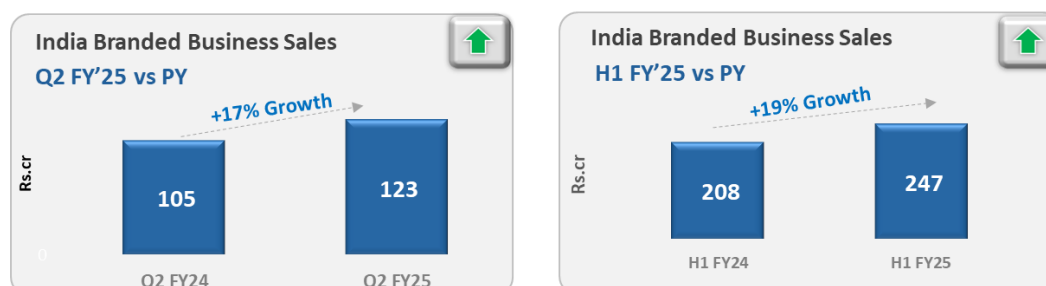 India Branded Business Sales
Q2 FY’25 vs PY
+17% Growth
Rs.cr
105
123
0
Q2 FY24
Q2 FY25
India Branded Business Sales
H1 FY’25 vs PY
+19% Growth
Rs.cr
208
247
H1 FY24
H1 FY25